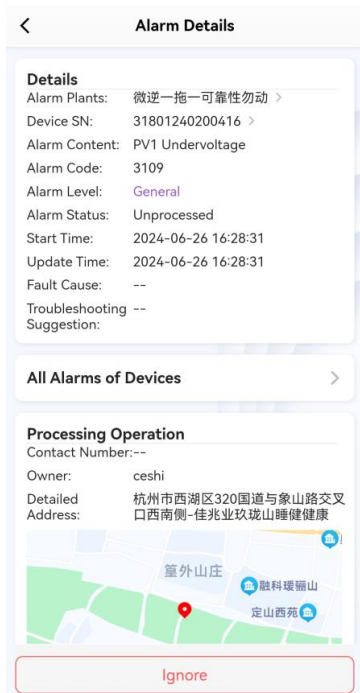 Alarm Details
Details
Alarm Plants: 微逆一拖一可靠性勿动
Device SN: 31801240200416
Alarm Content: PV1 Undervoltage
Alarm Code: 3109
Alarm Level: General
Alarm Status: Unprocessed
Start Time: 2024-06-26 16:28:31
Update Time: 2024-06-26 16:28:31
Fault Cause: --
Troubleshooting --
Suggestion:
All Alarms of Devices
Processing Operation
Contact Number:--
Owner: ceshi
Detailed 杭州市西湖区320国道与象山路交叉
Address: 口西南侧-佳兆业玖珑山睡健健康
篁外山庄
融科瑷骊山
定山西苑
Ignore